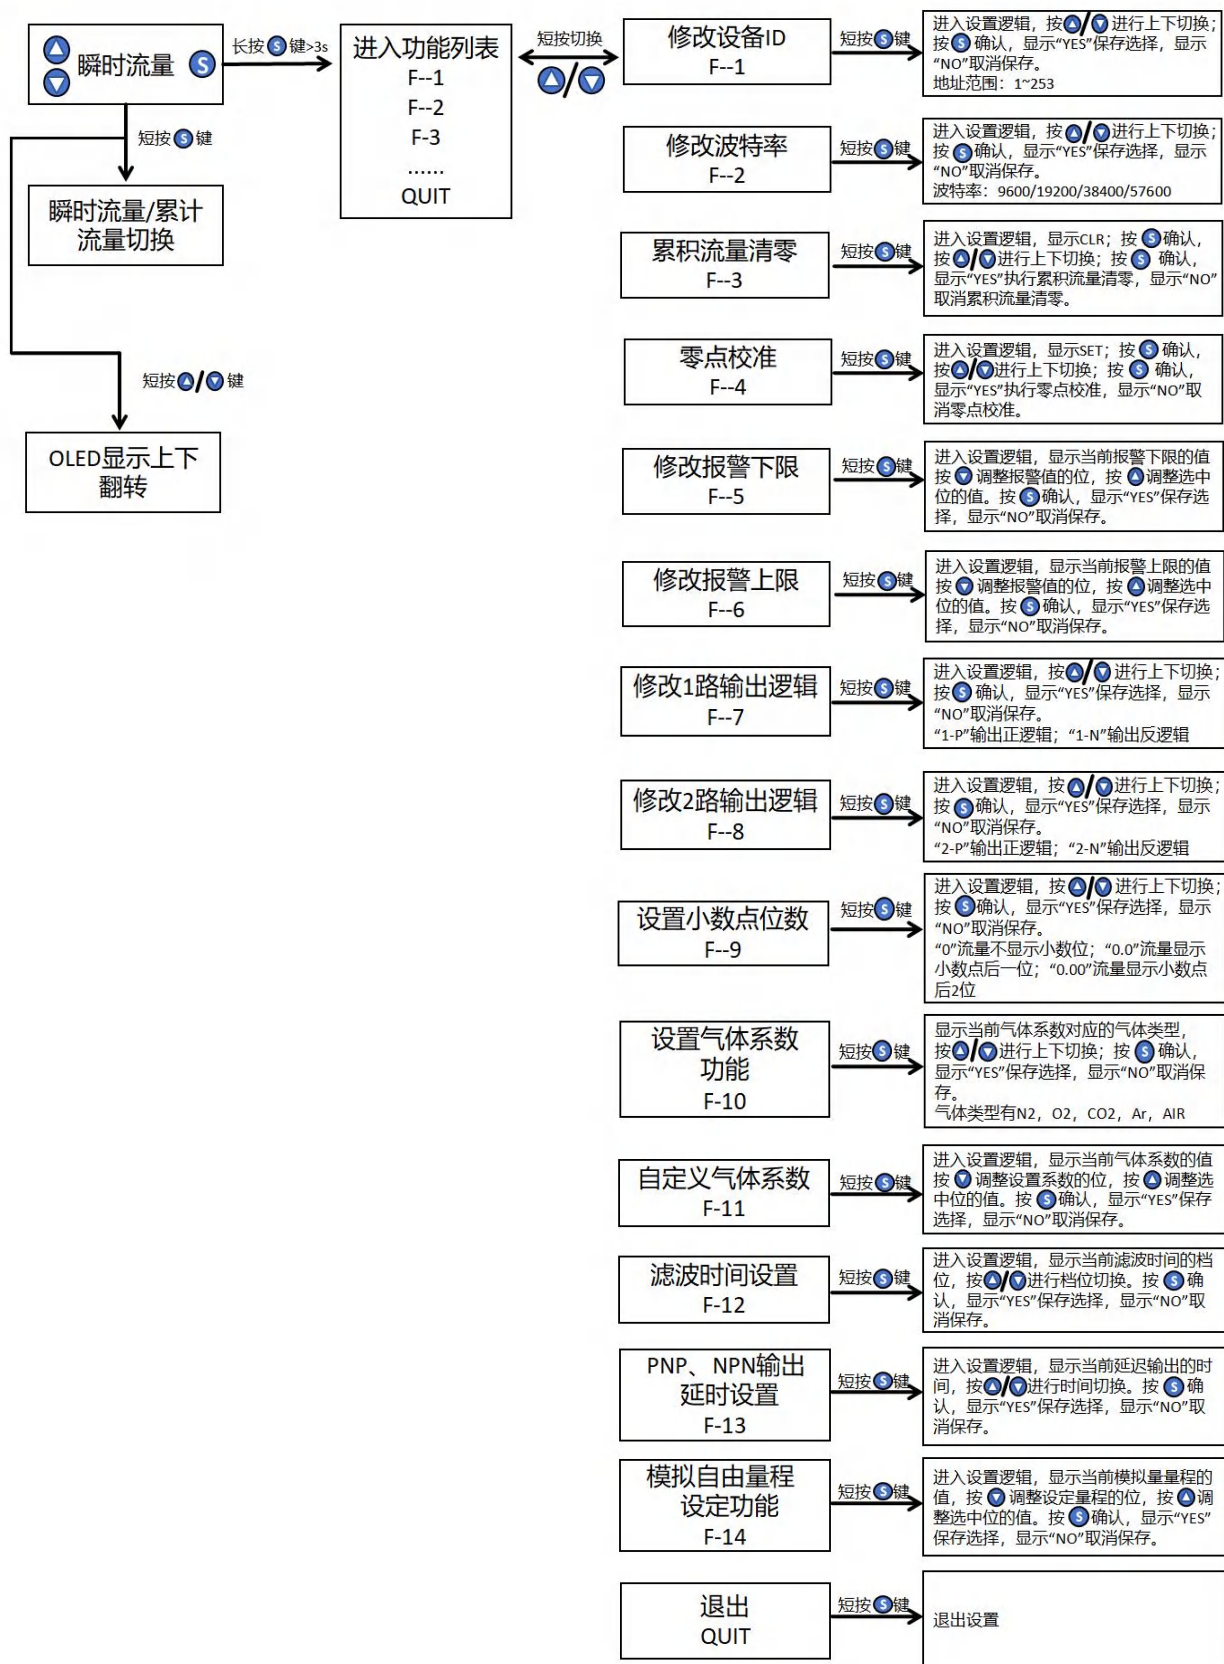 瞬时流量 S
长按S键>3s
进入功能列表
F--1
F--2
F-3
......
QUIT
短按切换
/
短按S键
瞬时流量/累计
流量切换
短按/键
OLED显示上下
翻转
修改设备ID
F--1
短按S键
进入设置逻辑，按/进行上下切换；
按S确认，显示“YES”保存选择，显示
“NO”取消保存。
地址范围：1~253
修改波特率
F--2
短按S键
进入设置逻辑，按/进行上下切换；
按S确认，显示“YES”保存选择，显示
“NO”取消保存。
波特率：9600/19200/38400/57600
累积流量清零
F--3
短按S键
进入设置逻辑，显示CLR；按S确认，
按/进行上下切换；按S确认，
显示“YES”执行累积流量清零，显示“NO”
取消累积流量清零。
零点校准
F--4
短按S键
进入设置逻辑，显示SET；按S确认，
按/进行上下切换；按S确认，
显示“YES”执行零点校准，显示“NO”取
消零点校准。
修改报警下限
F--5
短按S键
进入设置逻辑，显示当前报警下限的值
按调整报警值的位，按调整选中
位的值。按S确认，显示“YES”保存选
择，显示“NO”取消保存。
修改报警上限
F--6
短按S键
进入设置逻辑，显示当前报警上限的值
按调整报警值的位，按调整选中
位的值。按S确认，显示“YES”保存选
择，显示“NO”取消保存。
修改1路输出逻辑
F--7
短按S键
进入设置逻辑，按/进行上下切换；
按S确认，显示“YES”保存选择，显示
“NO”取消保存。
“1-P”输出正逻辑；“1-N”输出反逻辑
修改2路输出逻辑
F--8
短按S键
进入设置逻辑，按/进行上下切换；
按S确认，显示“YES”保存选择，显示
“NO”取消保存。
“2-P”输出正逻辑；“2-N”输出反逻辑
设置小数点位数
F--9
短按S键
进入设置逻辑，按/进行上下切换；
按S确认，显示“YES”保存选择，显示
“NO”取消保存。
“0”流量不显示小数位；“0.0”流量显示
小数点后一位；“0.00”流量显示小数点
后2位
设置气体系数
功能
F-10
短按S键
显示当前气体系数对应的气体类型，
按/进行上下切换；按S确认，
显示“YES”保存选择，显示“NO”取消保
存。
气体类型有N2，O2，CO2，Ar，AIR
自定义气体系数
F-11
短按S键
进入设置逻辑，显示当前气体系数的值
按调整设置系数的位，按调整选
中位的值。按S确认，显示“YES”保存
选择，显示“NO”取消保存。
滤波时间设置
F-12
短按S键
进入设置逻辑，显示当前滤波时间的档
位，按/进行档位切换。按S确
认，显示“YES”保存选择，显示“NO”取
消保存。
PNP、NPN输出
延时设置
F-13
短按S键
进入设置逻辑，显示当前延迟输出的时
间，按/进行时间切换。按S确
认，显示“YES”保存选择，显示“NO”取
消保存。
模拟自由量程
设定功能
F-14
短按S键
进入设置逻辑，显示当前模拟量量程的
值，按调整设定量程的位，按调
整选中位的值。按S确认，显示“YES”
保存选择，显示“NO”取消保存。
退出
QUIT
短按S键
退出设置